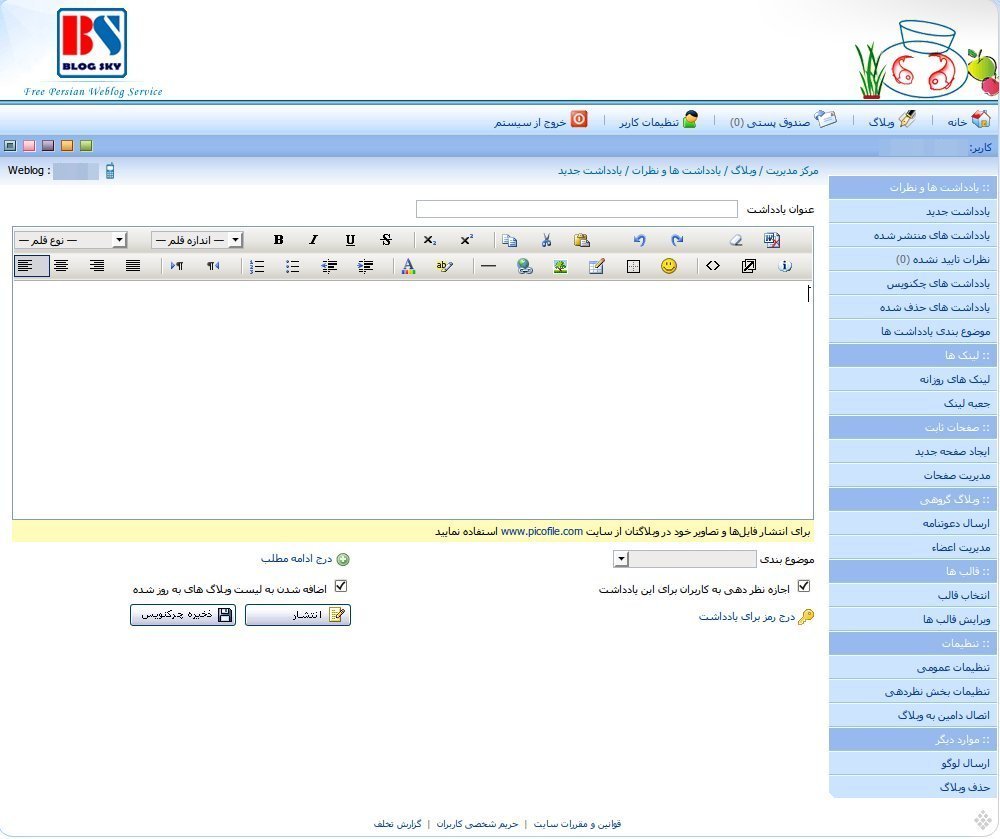 BS
BLOG SKY
Free Persian Weblog Service
خانه
وبلاگ
صندوق پستی (0)
تنظیمات کاربر
خروج از سیستم
کاربر:
Weblog :
مرکز مدیریت / وبلاگ / یادداشت ها و نظرات / یادداشت جدید
:: یادداشت ها و نظرات
یادداشت جدید
یادداشت های منتشر شده
نظرات تایید نشده (0)
یادداشت های چکنویس
یادداشت های حذف شده
موضوع بندی یادداشت ها
:: لینک ها
لینک های روزانه
جعبه لینک
:: صفحات ثابت
ایجاد صفحه جدید
مدیریت صفحات
:: وبلاگ گروهی
ارسال دعوتنامه
مدیریت اعضاء
:: قالب ها
انتخاب قالب
ویرایش قالب ها
:: تنظیمات
تنظیمات عمومی
تنظیمات بخش نظردهی
اتصال دامین به وبلاگ
:: موارد دیگر
ارسال لوگو
حذف وبلاگ
عنوان یادداشت
— نوع قلم —
— اندازه قلم —
B I U S x₂ x²
برای انتشار فایل‌ها و تصاویر خود در وبلاگتان از سایت www.picofile.com استفاده نمایید
موضوع بندی
درج ادامه مطلب
اجازه نظر دهی به کاربران برای این یادداشت
اضافه شدن به لیست وبلاگ های به روز شده
درج رمز برای یادداشت
انتشار
ذخیره چرکنویس
قوانین و مقررات سایت | حریم شخصی کاربران | گزارش تخلف